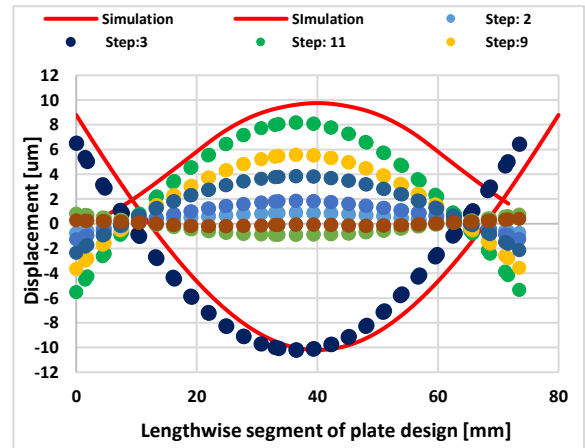 Simulation SImulation Step: 2
Step:3 Step: 11 Step:9
12
10
8
6
4
2
0
-2
-4
-6
-8
-10
-12
Displacement [um]
0 20 40 60 80
Lengthwise segment of plate design [mm]